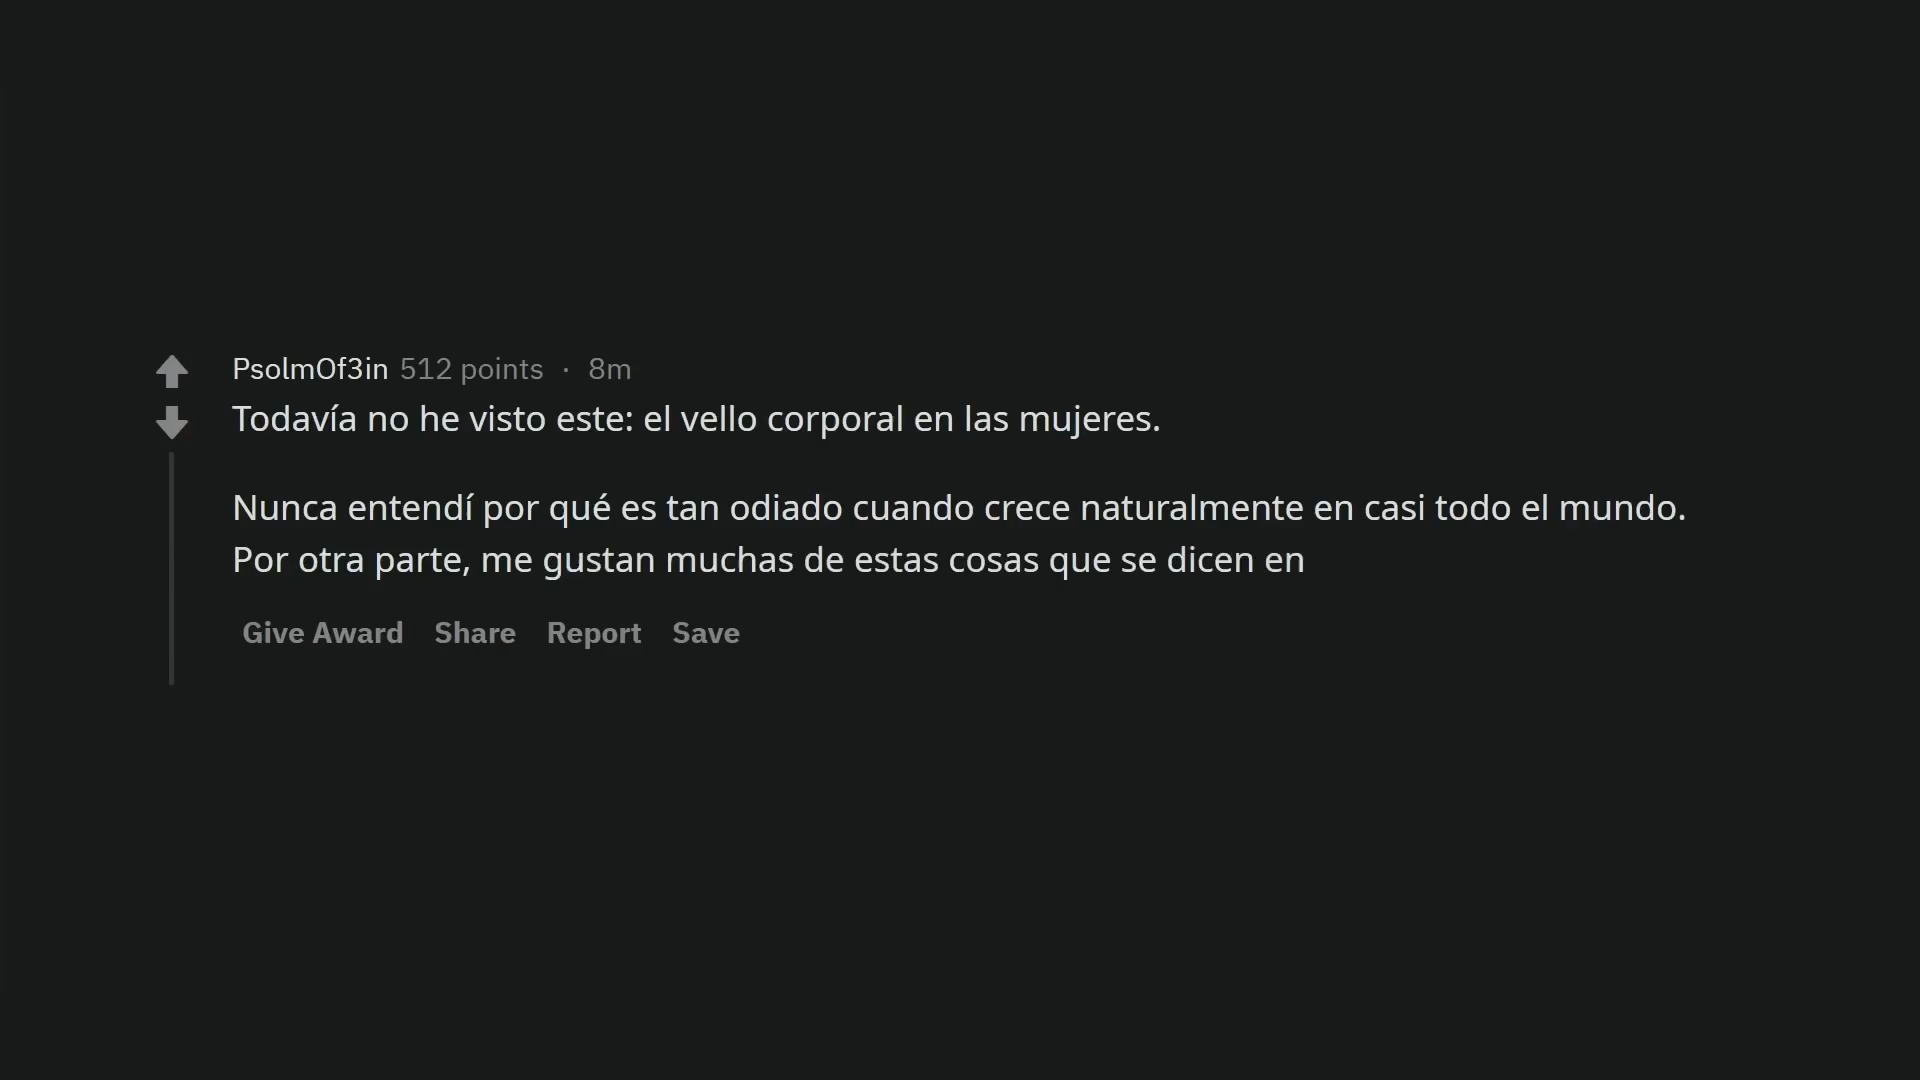 PsolmOf3in 512 points · 8m
Todavía no he visto este: el vello corporal en las mujeres.
Nunca entendí por qué es tan odiado cuando crece naturalmente en casi todo el mundo.
Por otra parte, me gustan muchas de estas cosas que se dicen en
Give Award Share Report Save